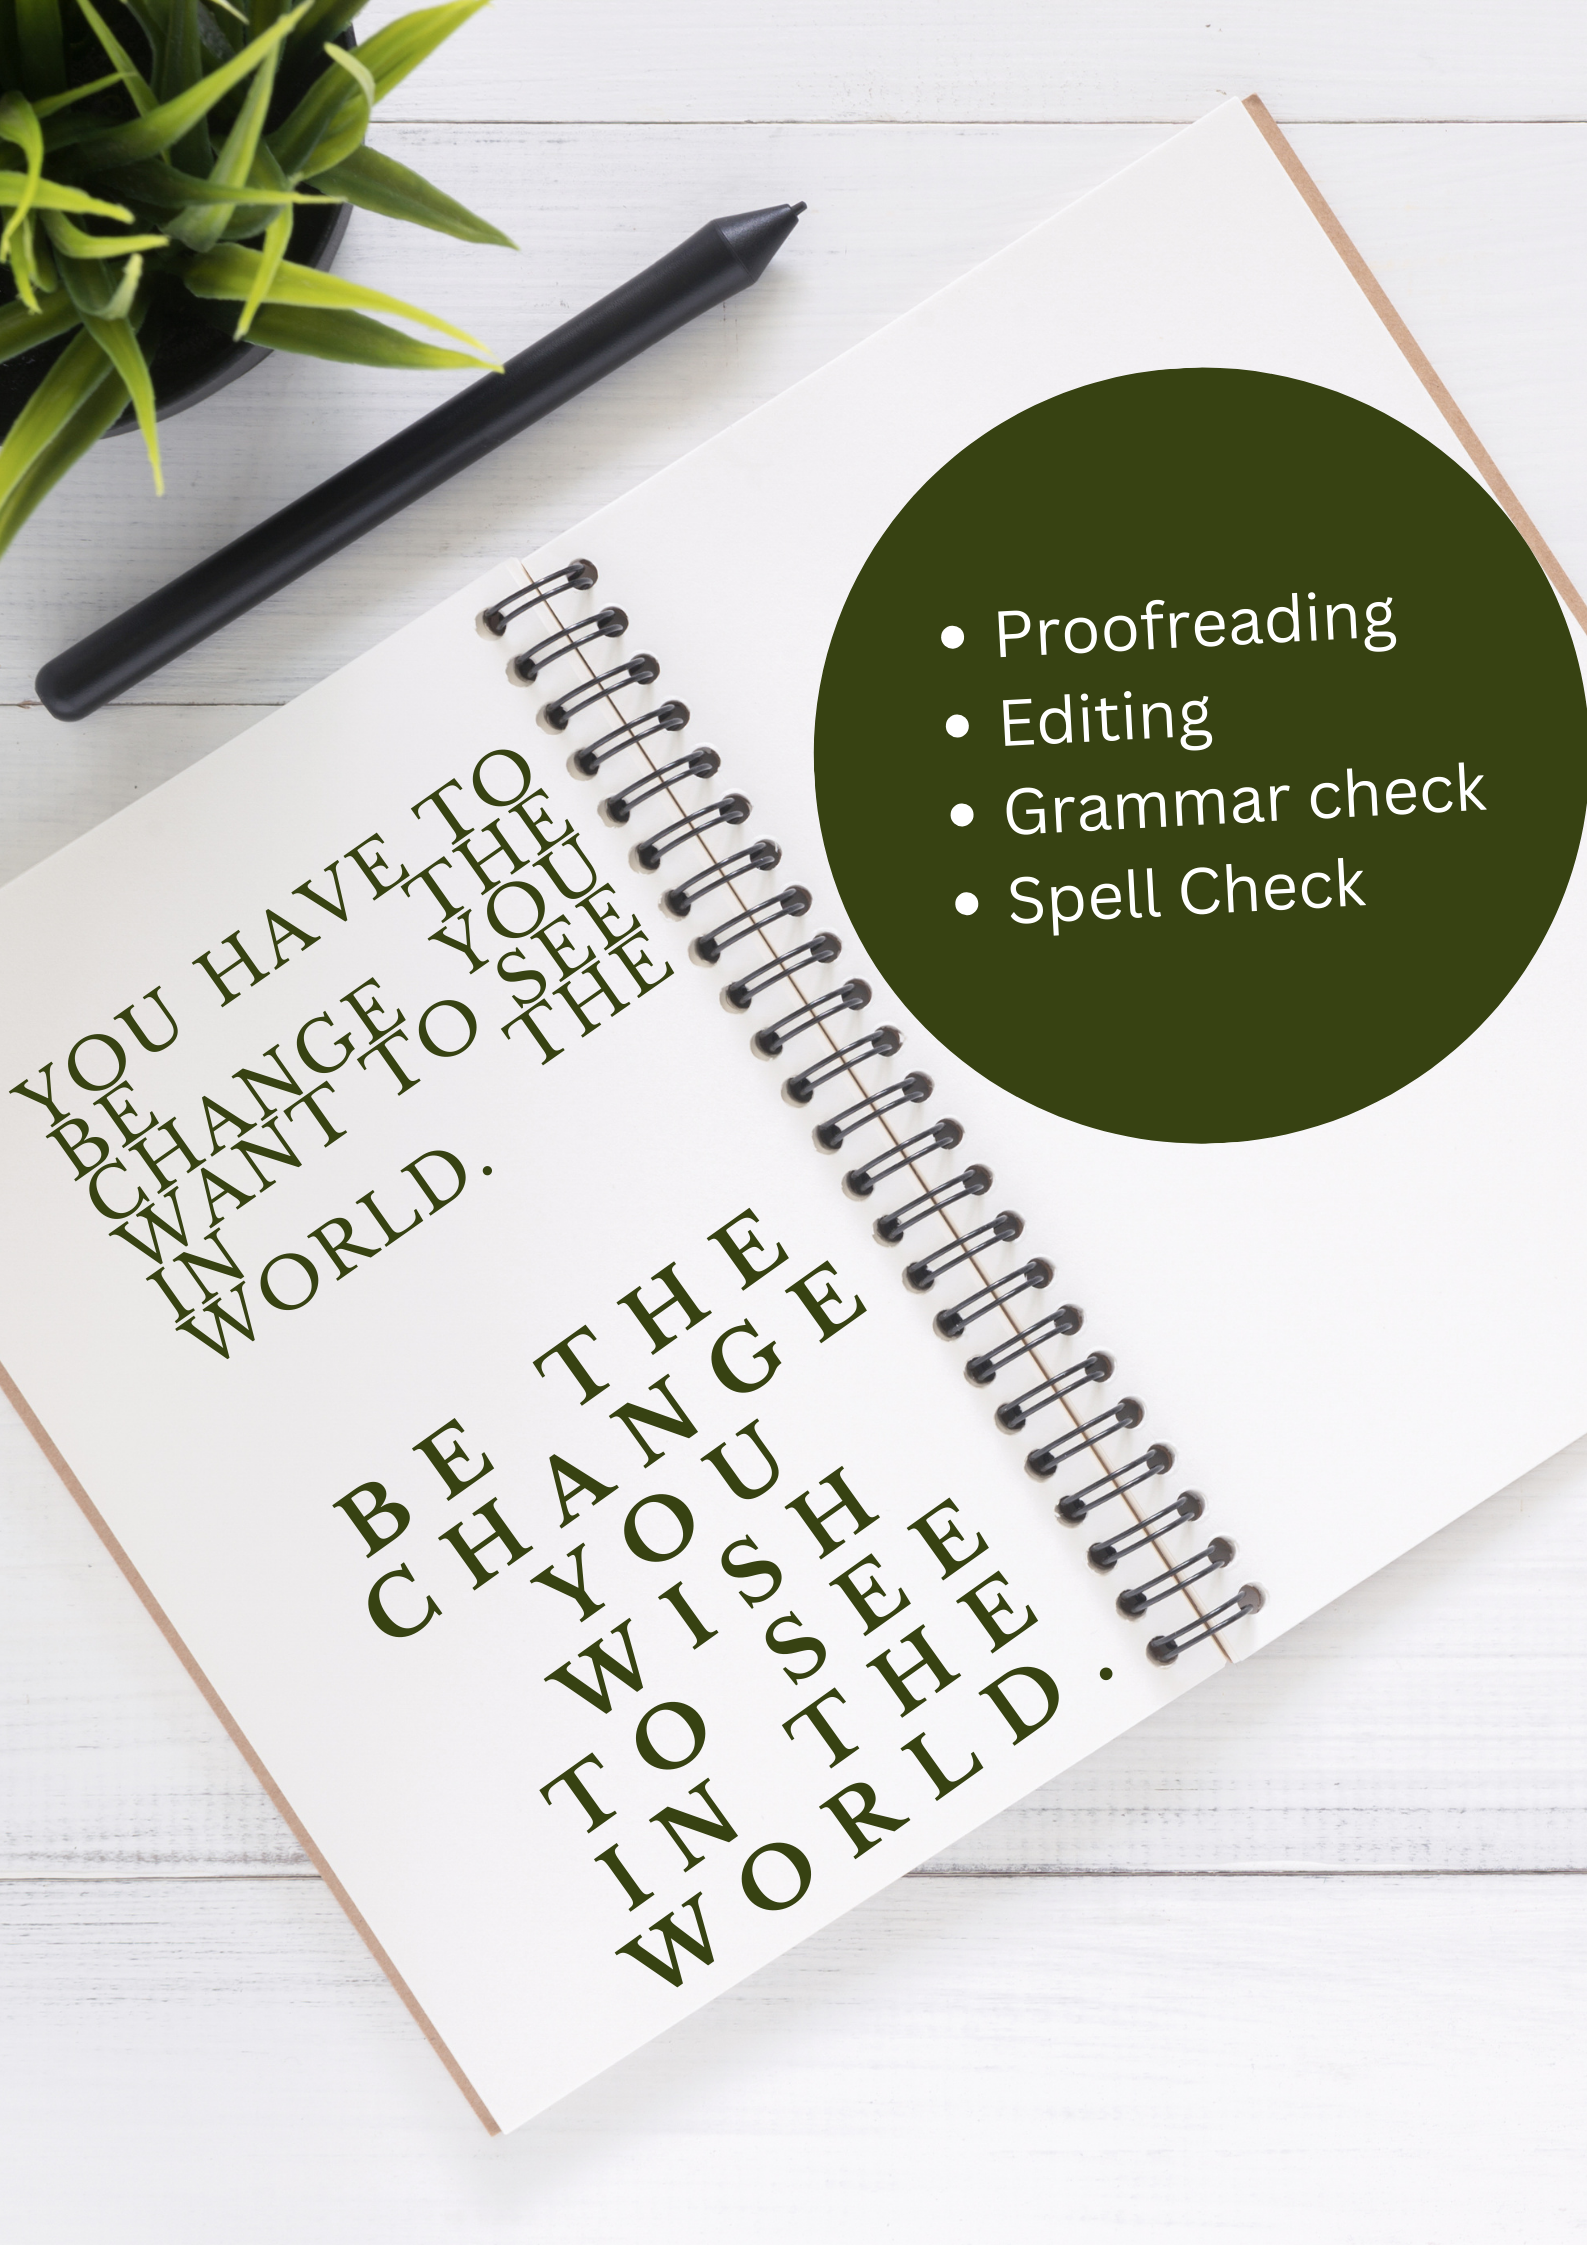 YOU HAVE TO
BE THE
CHANGE YOU
WANT TO SEE
IN THE
WORLD.
BE THE
CHANGE
YOU
WISH
TO SEE
IN THE
WORLD.
• Proofreading
• Editing
• Grammar check
• Spell Check